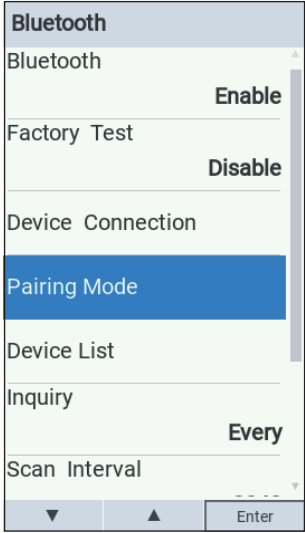 Bluetooth
Bluetooth
Enable
Factory Test
Disable
Device Connection
Pairing Mode
Device List
Inquiry
Every
Scan Interval
▼ ▲ Enter